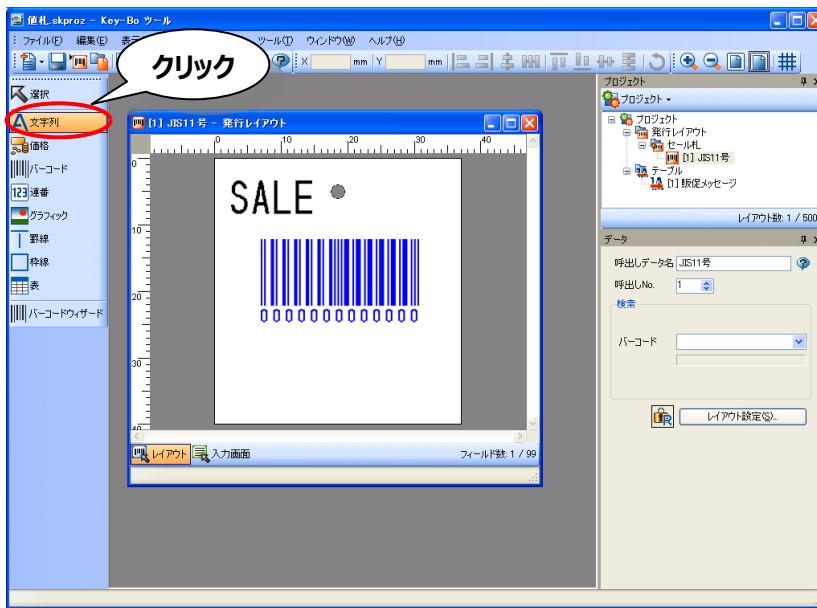 値札.skproz - Key-Bo ツール
ファイル(F) 編集(E) ツール(T) ウィンドウ(W) ヘルプ(H)
X mm Y mm
クリック
選択
文字列
価格
バーコード
123 連番
グラフィック
罫線
枠線
表
バーコードウィザード
[1] JIS11号 - 発行レイアウト
0 10 20 30 40
0
10
20
30
40
SALE
0000000000000
レイアウト 入力画面 フィールド数: 1 / 99
プロジェクト
プロジェクト
プロジェクト
発行レイアウト
セール札
[1] JIS11号
テーブル
[1] 販促メッセージ
レイアウト数: 1 / 500
データ
呼出しデータ名 JIS11号
呼出しNo. 1
検索
バーコード
レイアウト設定(S)...